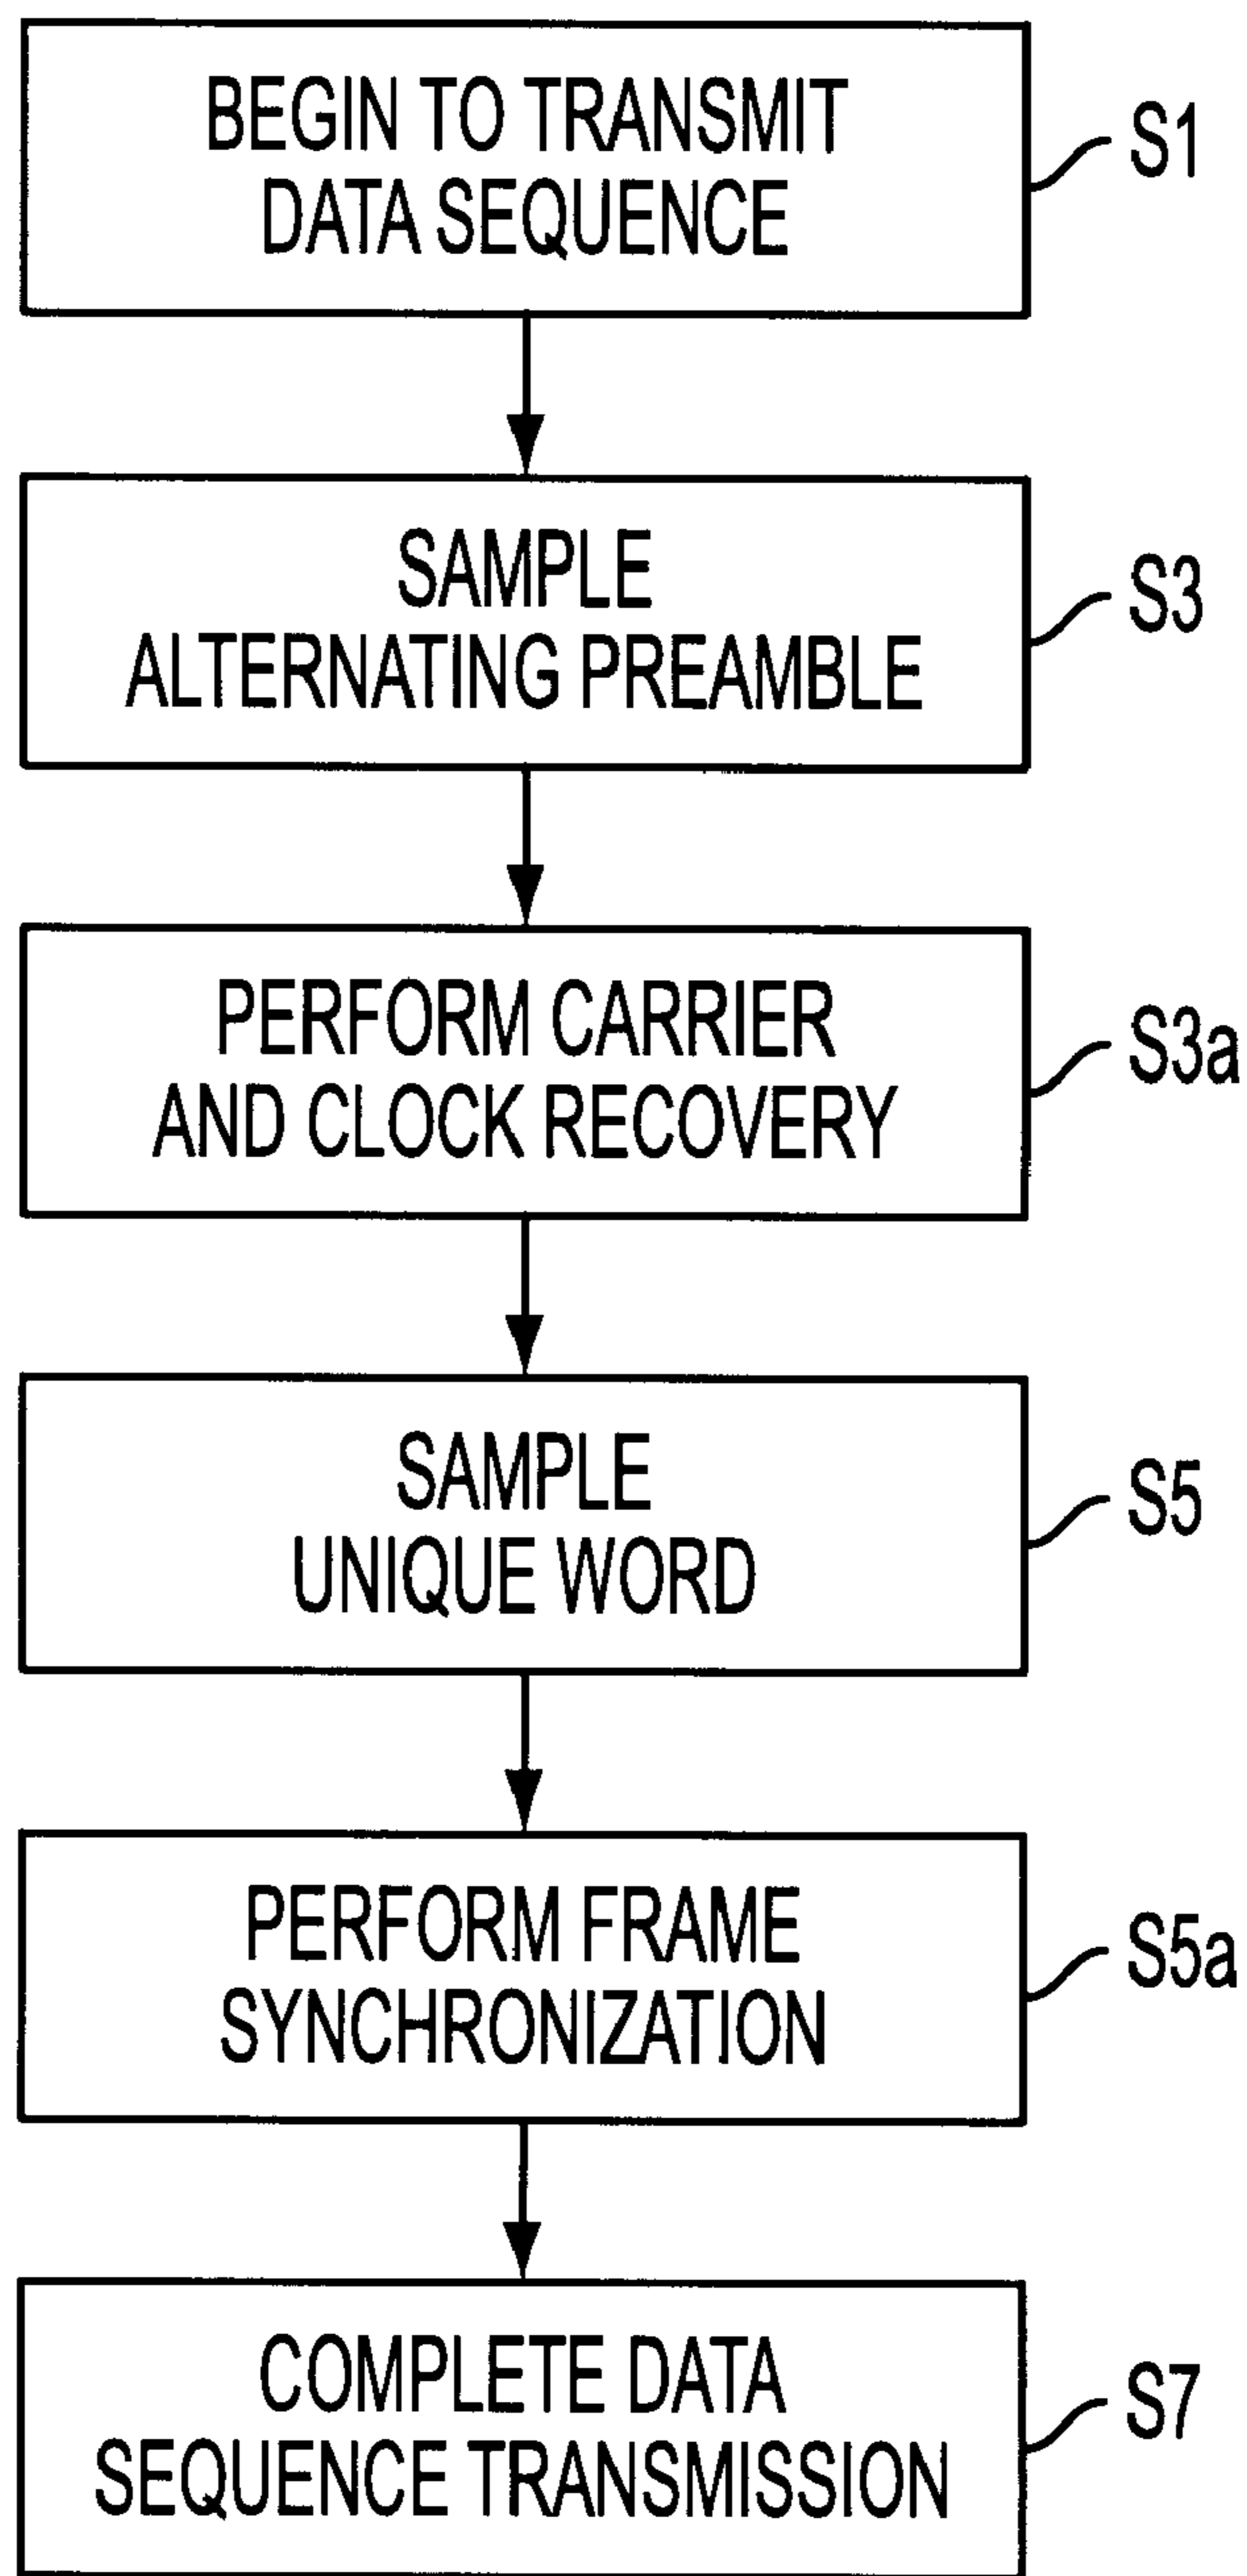 BEGIN TO TRANSMIT
DATA SEQUENCE
S1
SAMPLE
ALTERNATING PREAMBLE
S3
PERFORM CARRIER
AND CLOCK RECOVERY
S3a
SAMPLE
UNIQUE WORD
S5
PERFORM FRAME
SYNCHRONIZATION
S5a
COMPLETE DATA
SEQUENCE TRANSMISSION
S7